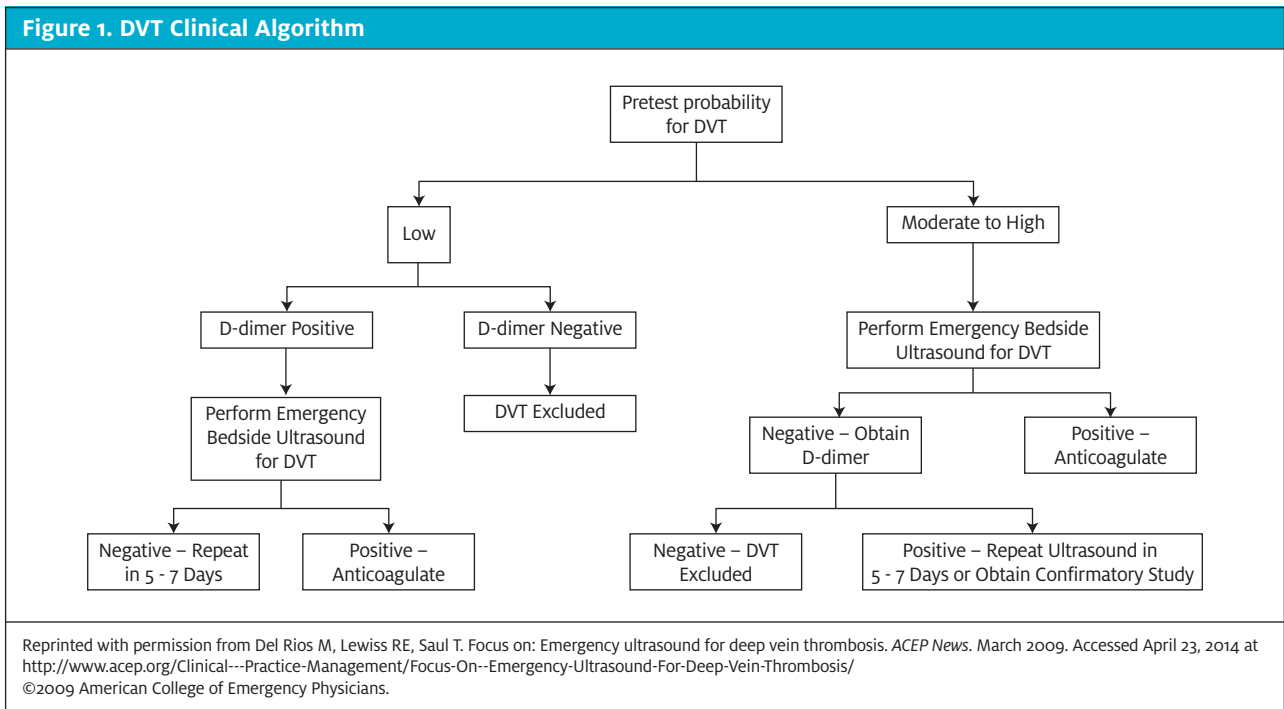 Figure 1. DVT Clinical Algorithm
Pretest probability
for DVT
Low
Moderate to High
D-dimer Positive
D-dimer Negative
Perform Emergency Bedside
Ultrasound for DVT
Perform Emergency
Bedside Ultrasound
for DVT
DVT Excluded
Negative – Obtain
D-dimer
Positive –
Anticoagulate
Negative – Repeat
in 5 - 7 Days
Positive –
Anticoagulate
Negative – DVT
Excluded
Positive – Repeat Ultrasound in
5 - 7 Days or Obtain Confirmatory Study
Reprinted with permission from Del Rios M, Lewiss RE, Saul T. Focus on: Emergency ultrasound for deep vein thrombosis. ACEP News. March 2009. Accessed April 23, 2014 at
http://www.acep.org/Clinical---Practice-Management/Focus-On--Emergency-Ultrasound-For-Deep-Vein-Thrombosis/
©2009 American College of Emergency Physicians.